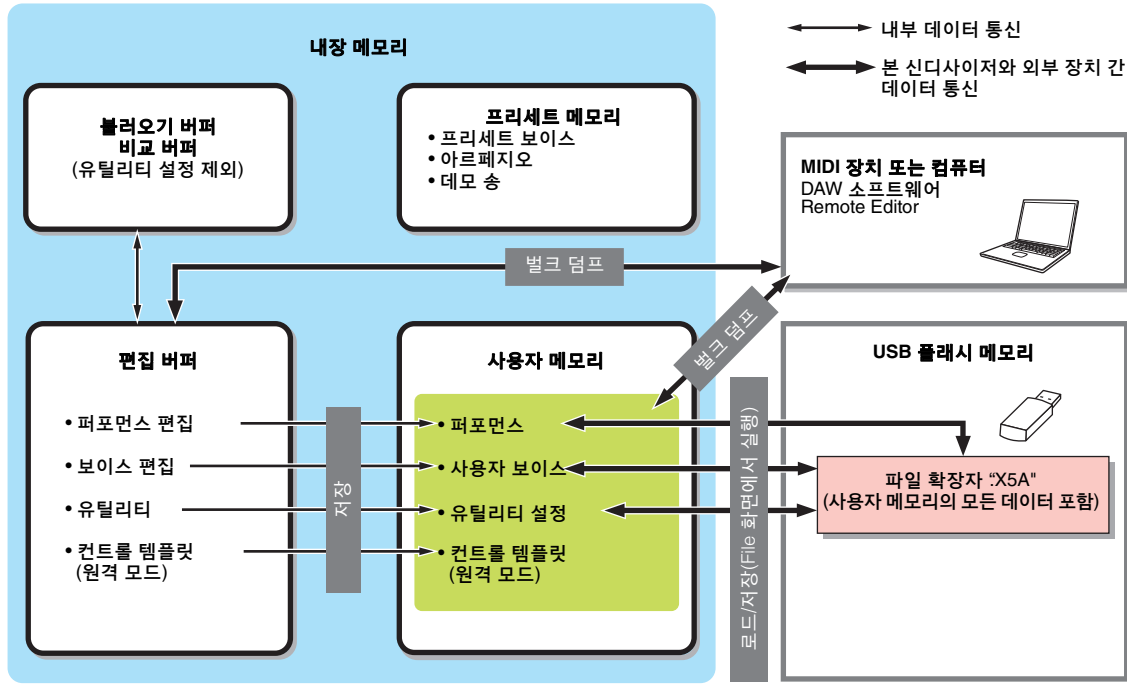 내장 메모리
내부 데이터 통신
본 신디사이저와 외부 장치 간
데이터 통신
불러오기 버퍼
비교 버퍼
(유틸리티 설정 제외)
프리세트 메모리
• 프리세트 보이스
• 아르페지오
• 데모 송
MIDI 장치 또는 컴퓨터
DAW 소프트웨어
Remote Editor
벌크 덤프
벌크 덤프
편집 버퍼
• 퍼포먼스 편집
• 보이스 편집
• 유틸리티
• 컨트롤 템플릿
(원격 모드)
저장
사용자 메모리
• 퍼포먼스
• 사용자 보이스
• 유틸리티 설정
• 컨트롤 템플릿
(원격 모드)
로드/저장(File 화면에서 실행)
USB 플래시 메모리
파일 확장자 “X5A"
(사용자 메모리의 모든 데이터 포함)